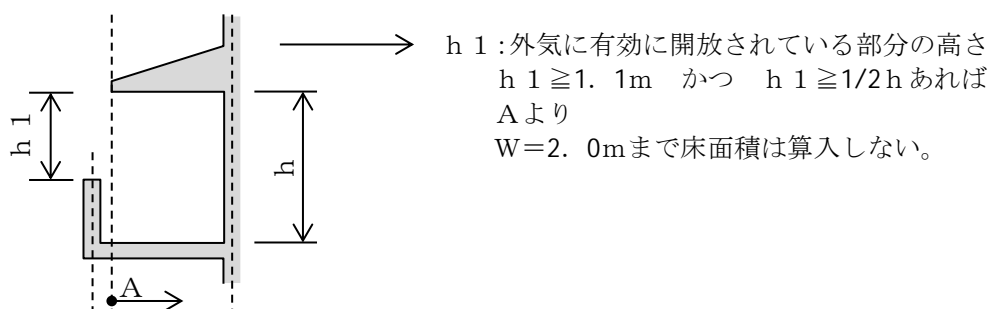 ｈ１:外気に有効に開放されている部分の高さ
ｈ１≧1．1ｍ　かつ　ｈ１≧1/2ｈあれば
Ａより
Ｗ＝2．0ｍまで床面積は算入しない。
ｈ１
ｈ
Ａ